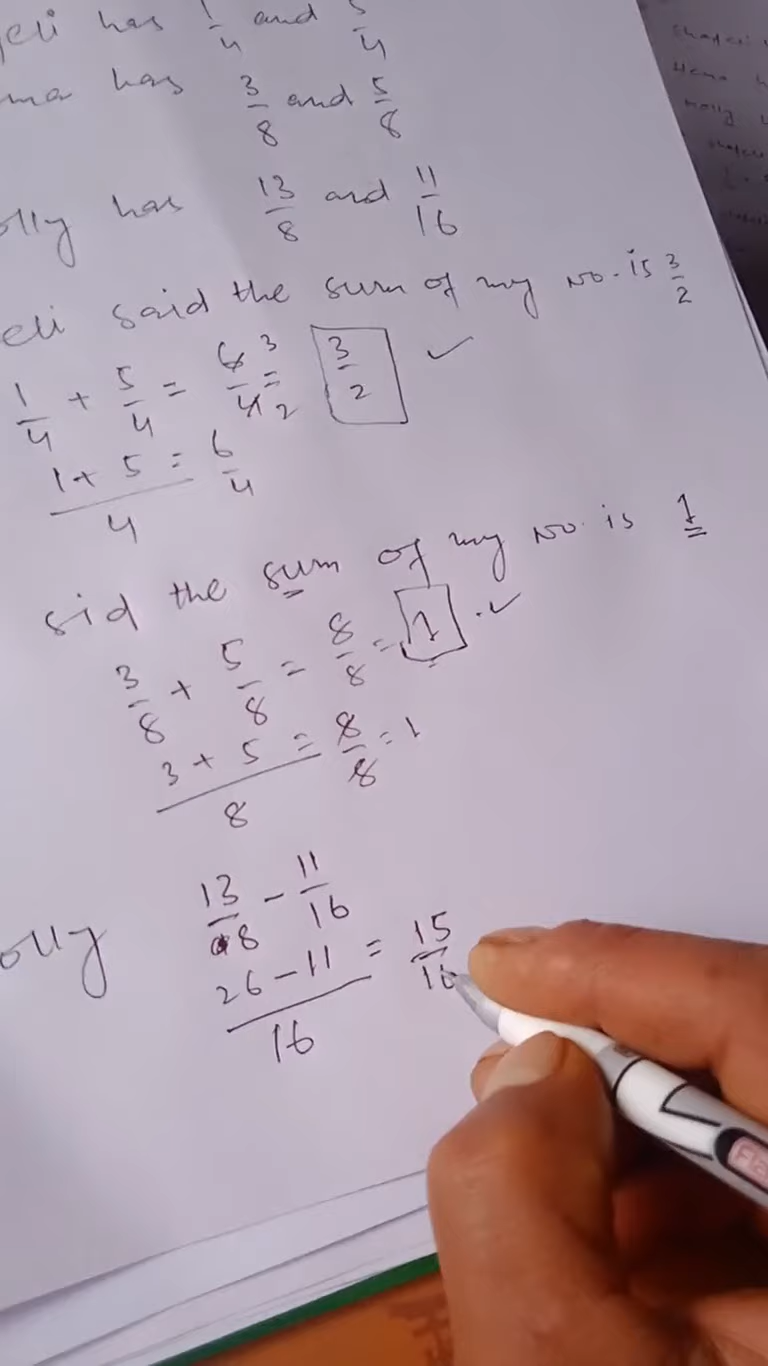 has 1/4 and 5/4
has 3/8 and 5/8
olly has 13/8 and 11/16
eli said the sum of my no. is 3/2
1/4 + 5/4 = 6/4 3/2 = 3/2 ✓
1 + 5 / 4 = 6/4
sid the sum of my no. is 1
3/8 + 5/8 = 8/8 = 1 ✓
3 + 5 / 8 = 8/8 = 1
olly 13/8 - 11/16
26 - 11 / 16 = 15/16